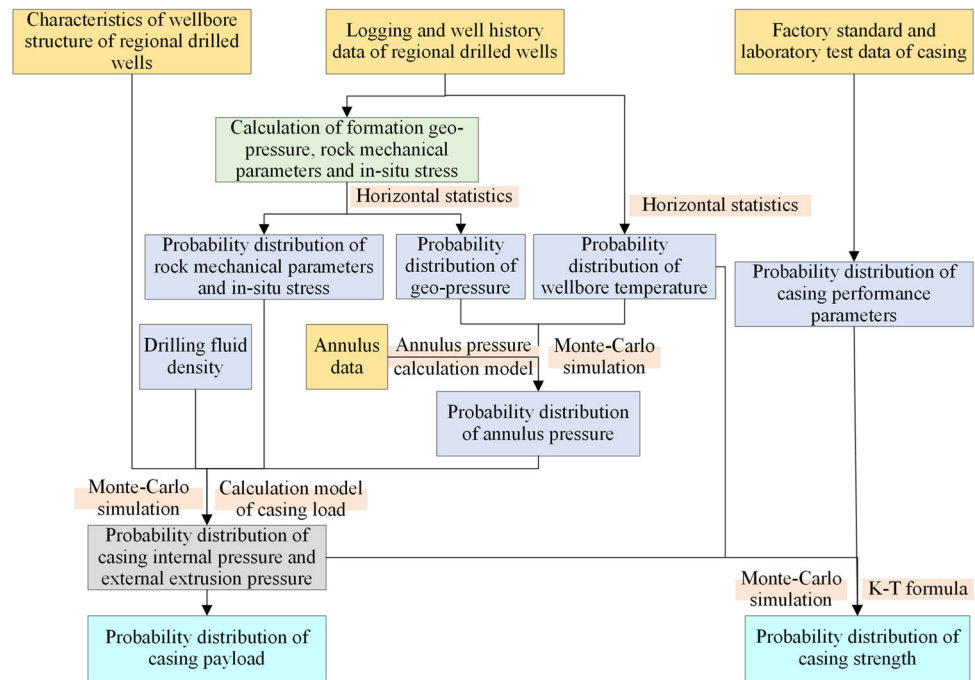 Characteristics of wellbore
structure of regional drilled
wells
Logging and well history
data of regional drilled wells
Factory standard and
laboratory test data of casing
Calculation of formation geo-
pressure, rock mechanical
parameters and in-situ stress
Horizontal statistics
Horizontal statistics
Probability distribution of
rock mechanical parameters
and in-situ stress
Probability
distribution of
geo-pressure
Probability
distribution of
wellbore temperature
Probability distribution of
casing performance
parameters
Drilling fluid
density
Annulus
data
Annulus pressure
calculation model
Monte-Carlo
simulation
Probability distribution
of annulus pressure
Monte-Carlo
simulation
Calculation model
of casing load
Probability distribution of
casing internal pressure and
external extrusion pressure
Monte-Carlo
simulation
K-T formula
Probability distribution of
casing payload
Probability distribution of
casing strength